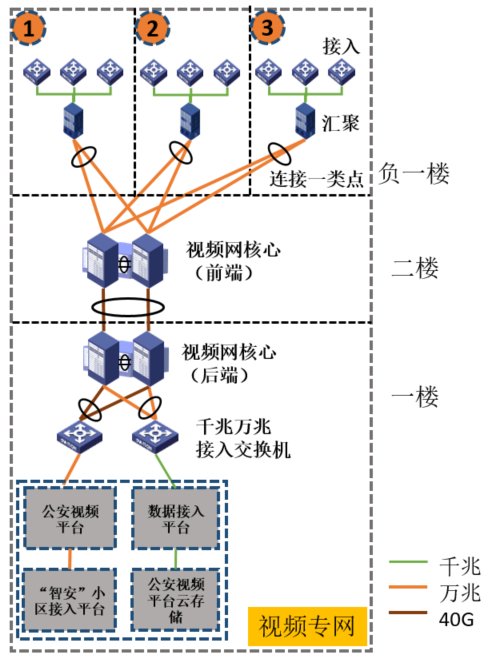 1
2
3
接入
汇聚
连接一类点
负一楼
视频网核心
（前端）
二楼
视频网核心
（后端）
一楼
千兆万兆
接入交换机
公安视频
平台
数据接入
平台
“智安”小
区接入平台
公安视频
平台云存
储
视频专网
千兆
万兆
40G